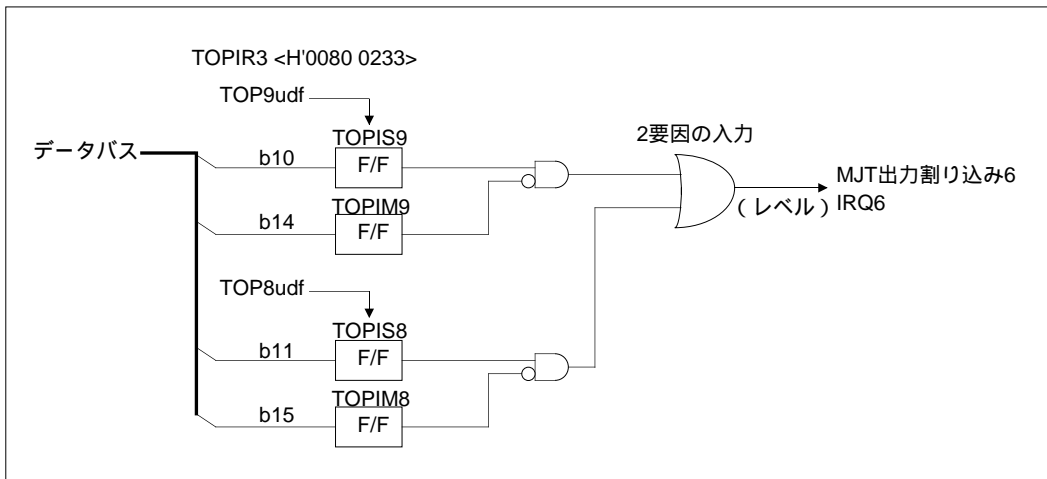 TOPIR3 <H'0080 0233>
TOP9udf
TOPIS9
データバス
b10
F/F
2要因の入力
MJT出力割り込み6
TOPIM9
(レベル)
IRQ6
b14
F/F
TOP8udf
TOPIS8
b11
F/F
TOPIM8
b15
F/F